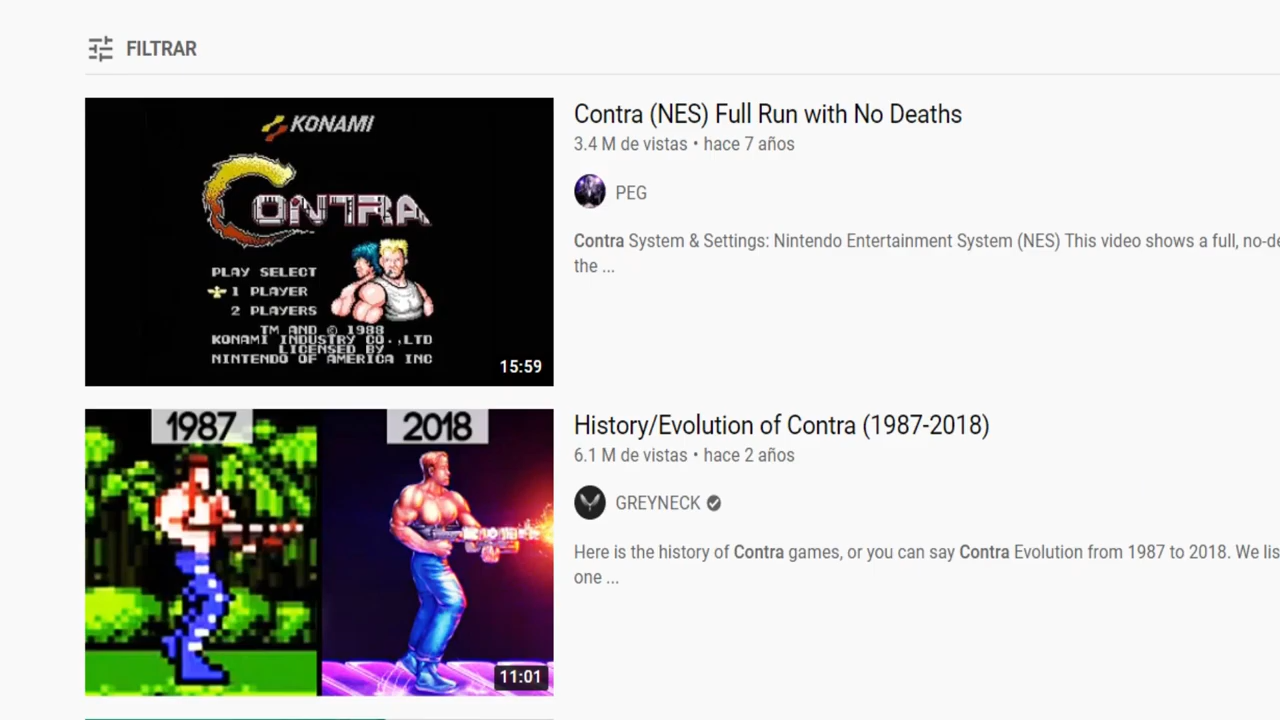 FILTRAR
KONAMI
CONTRA
PLAY SELECT
1 PLAYER
2 PLAYERS
TM AND © 1988
KONAMI INDUSTRY CO.,LTD
LICENSED BY
NINTENDO OF AMERICA INC
15:59
Contra (NES) Full Run with No Deaths
3.4 M de vistas • hace 7 años
PEG
Contra System & Settings: Nintendo Entertainment System (NES) This video shows a full, no-de
the ...
1987 2018
11:01
History/Evolution of Contra (1987-2018)
6.1 M de vistas • hace 2 años
GREYNECK
Here is the history of Contra games, or you can say Contra Evolution from 1987 to 2018. We lis
one ...